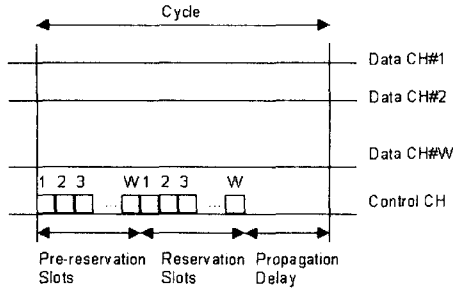 Cycle
Data CH#1
Data CH#2
Data CH#W
1 2 3 ... W 1 2 3 ... W
Control CH
Pre-reservation Slots
Reservation Slots
Propagation Delay